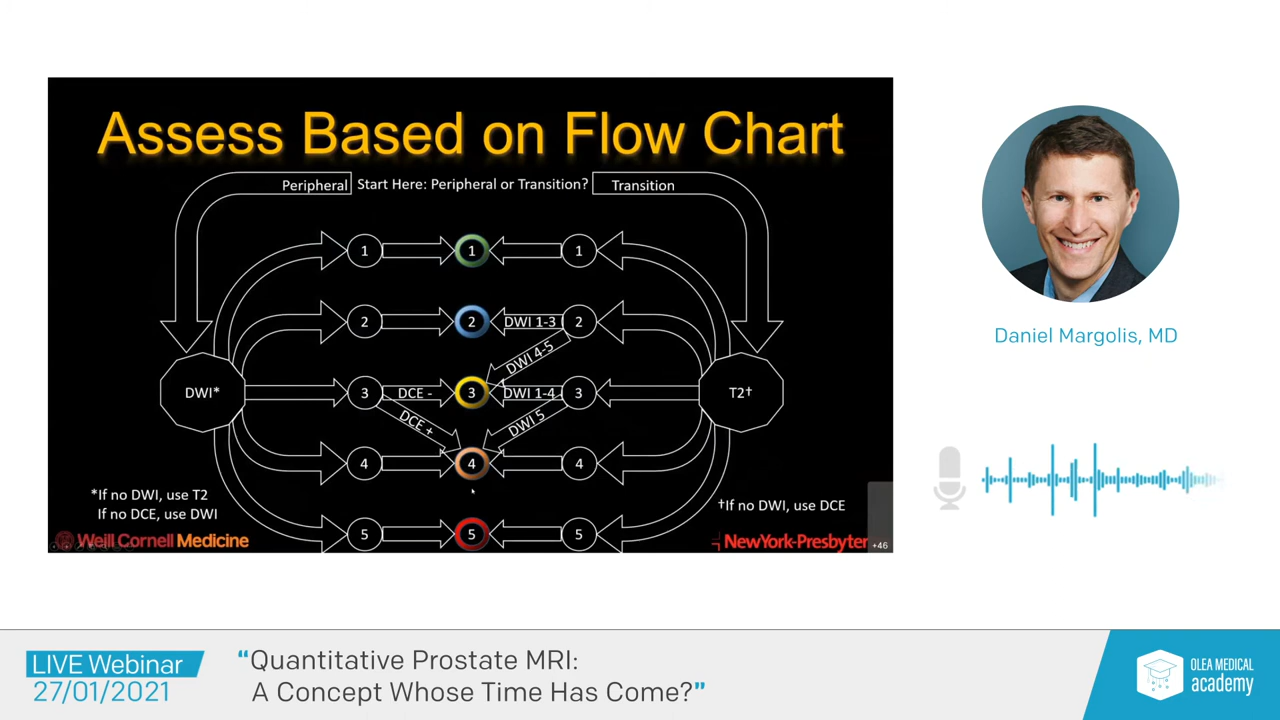 Assess Based on Flow Chart
Peripheral
Start Here: Peripheral or Transition?
Transition
1
1
1
2
2
DWI 1-3
2
DWI 4-5
DWI*
3
DCE -
3
DWI 1-4
3
T2†
DCE +
DWI 5
4
4
4
*If no DWI, use T2
If no DCE, use DWI
†If no DWI, use DCE
5
5
5
Weill Cornell Medicine
NewYork-Presbyter
+46
Daniel Margolis, MD
LIVE Webinar
27/01/2021
“Quantitative Prostate MRI:
A Concept Whose Time Has Come?”
OLEA MEDICAL
academy